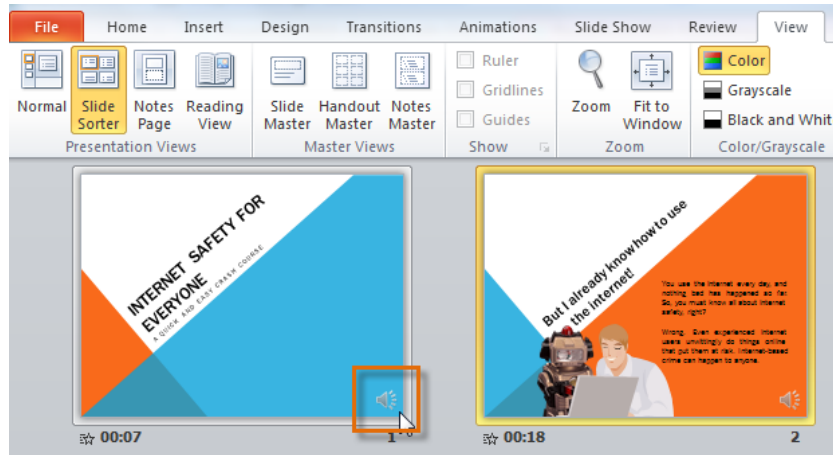 File Home Insert Design Transitions Animations Slide Show Review View
Normal Slide Sorter Notes Page Reading View Slide Master Handout Master Notes Master Ruler Zoom Fit to Window Color
Gridlines Grayscale
Guides Black and Whit
Presentation Views Master Views Show Zoom Color/Grayscale
INTERNET SAFETY FOR
EVERYONE
A QUICK AND EASY CRASH COURSE
00:07 1
But I already know how to use
the internet!
You use the internet every day, and
nothing bad has happened so far.
So, you must know all about internet
safety, right?
Wrong. Even experienced internet
users unwittingly do things online
that put them at risk. Internet-based
crime can happen to anyone.
00:18 2